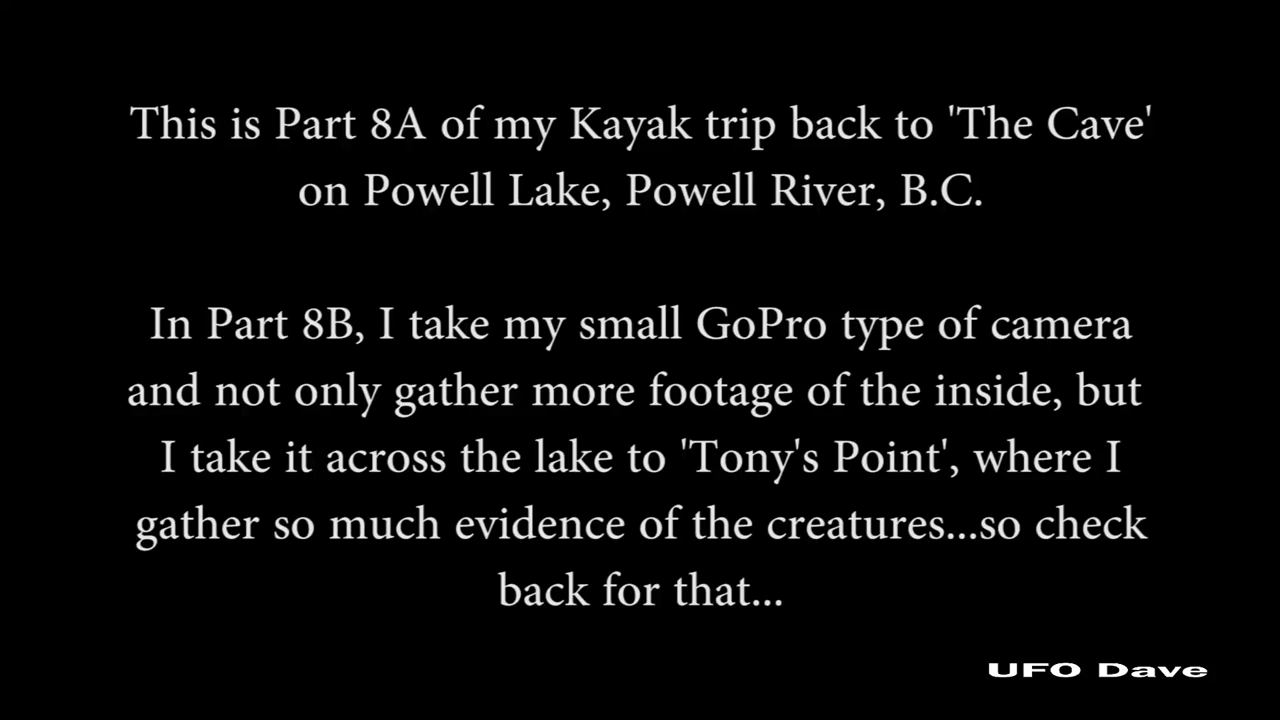 This is Part 8A of my Kayak trip back to 'The Cave'
on Powell Lake, Powell River, B.C.
In Part 8B, I take my small GoPro type of camera
and not only gather more footage of the inside, but
I take it across the lake to 'Tony's Point', where I
gather so much evidence of the creatures...so check
back for that...
UFO Dave